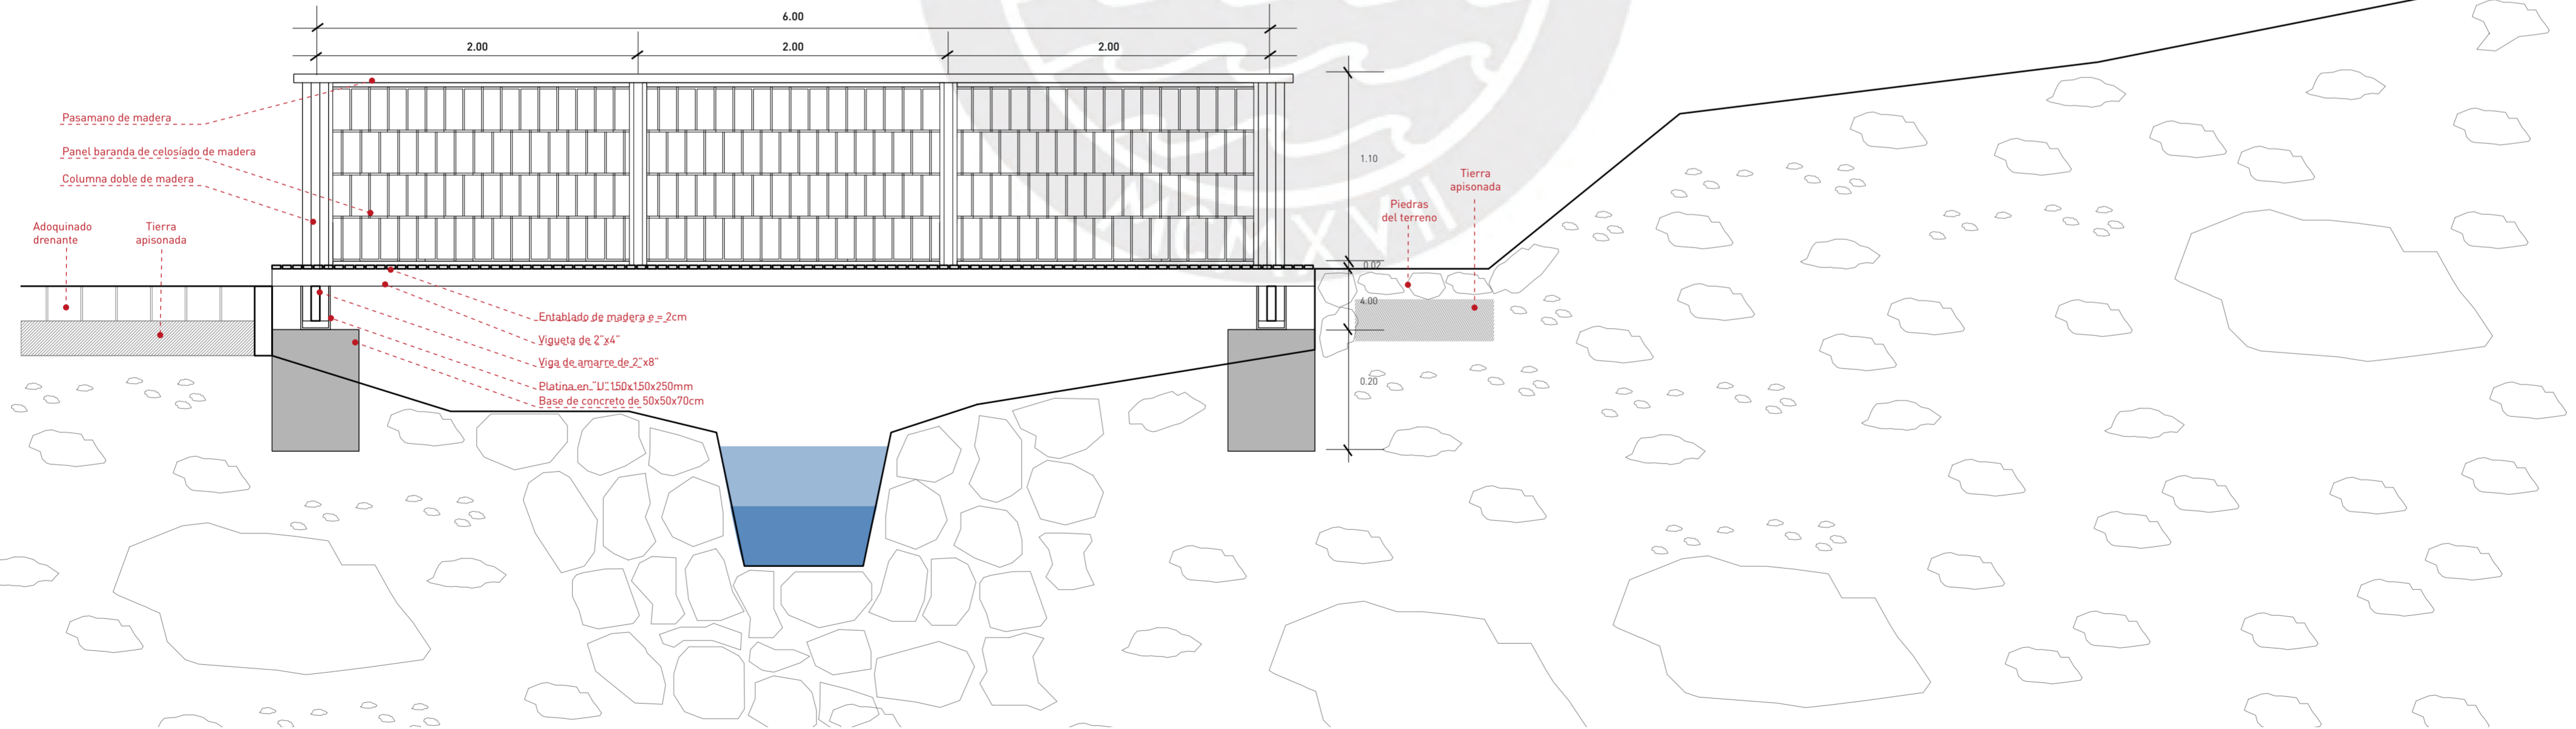 6.00
2.00
2.00
2.00
Pasamano de madera
Panel baranda de celosíado de madera
Columna doble de madera
Adoquinado
drenante
Tierra
apisonada
1.10
0.02
4.00
0.20
Piedras
del terreno
Tierra
apisonada
Entablado de madera e = 2cm
Vigueta de 2"x4"
Viga de amarre de 2"x8"
Platina en "U" 150x150x250mm
Base de concreto de 50x50x70cm
MCMXVII